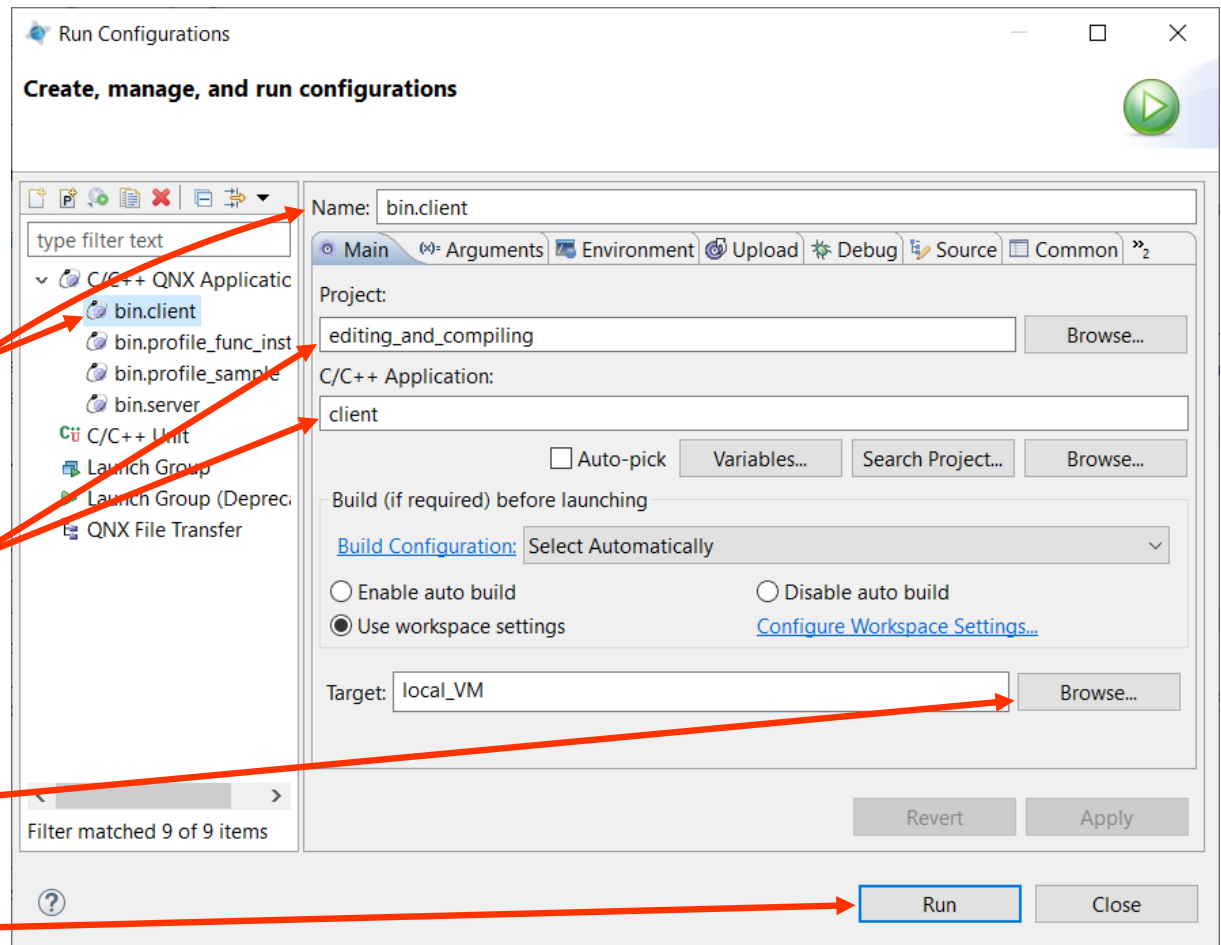 Run Configurations
Create, manage, and run configurations
type filter text
C/C++ QNX Applicatic
bin.client
bin.profile_func_inst
bin.profile_sample
bin.server
C/C++ Unit
Launch Group
Launch Group (Depreca
QNX File Transfer
Filter matched 9 of 9 items
Name: bin.client
Main (x)= Arguments Environment Upload Debug Source Common »2
Project:
editing_and_compiling Browse...
C/C++ Application:
client
Auto-pick Variables... Search Project... Browse...
Build (if required) before launching
Build Configuration: Select Automatically
Enable auto build Disable auto build
Use workspace settings Configure Workspace Settings...
Target: local_VM Browse...
Revert Apply
? Run Close